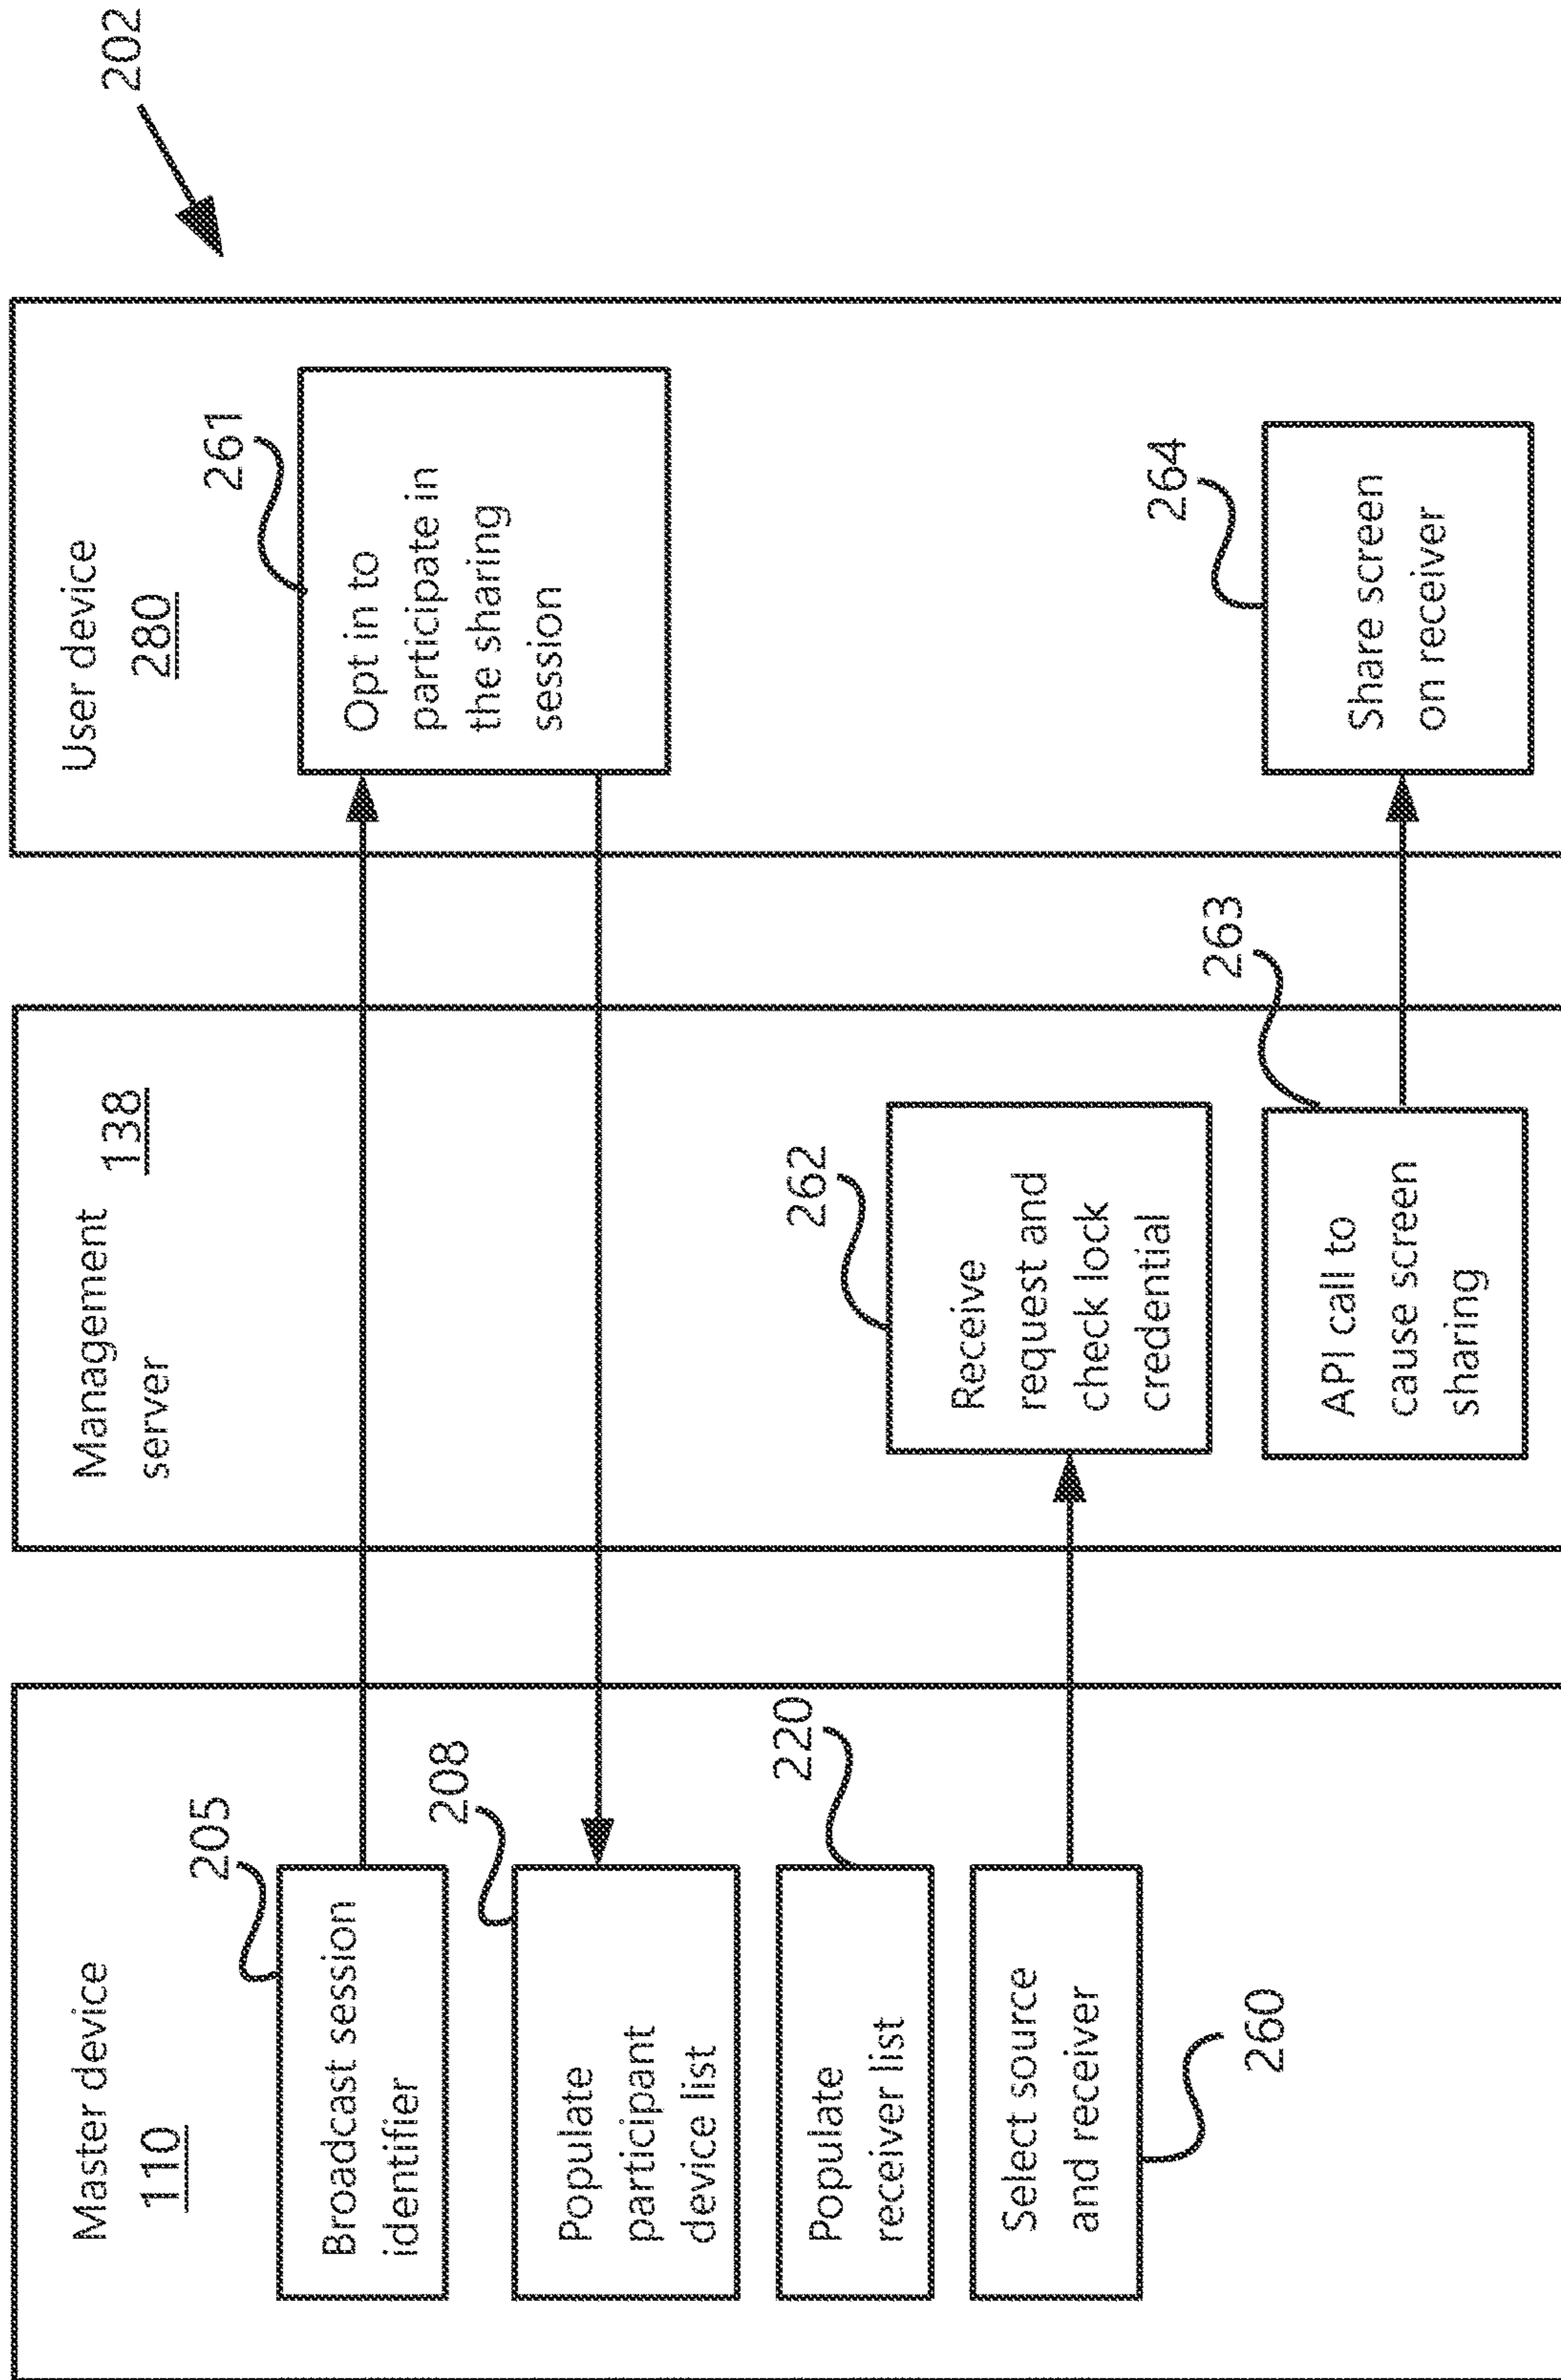 202
Master device
110
205
Broadcast session
identifier
208
Populate
participant
device list
220
Populate
receiver list
Select source
and receiver
260
Management
server
138
262
Receive
request and
check lock
credential
263
API call to
cause screen
sharing
User device
280
261
Opt in to
participate in
the sharing
session
264
Share screen
on receiver